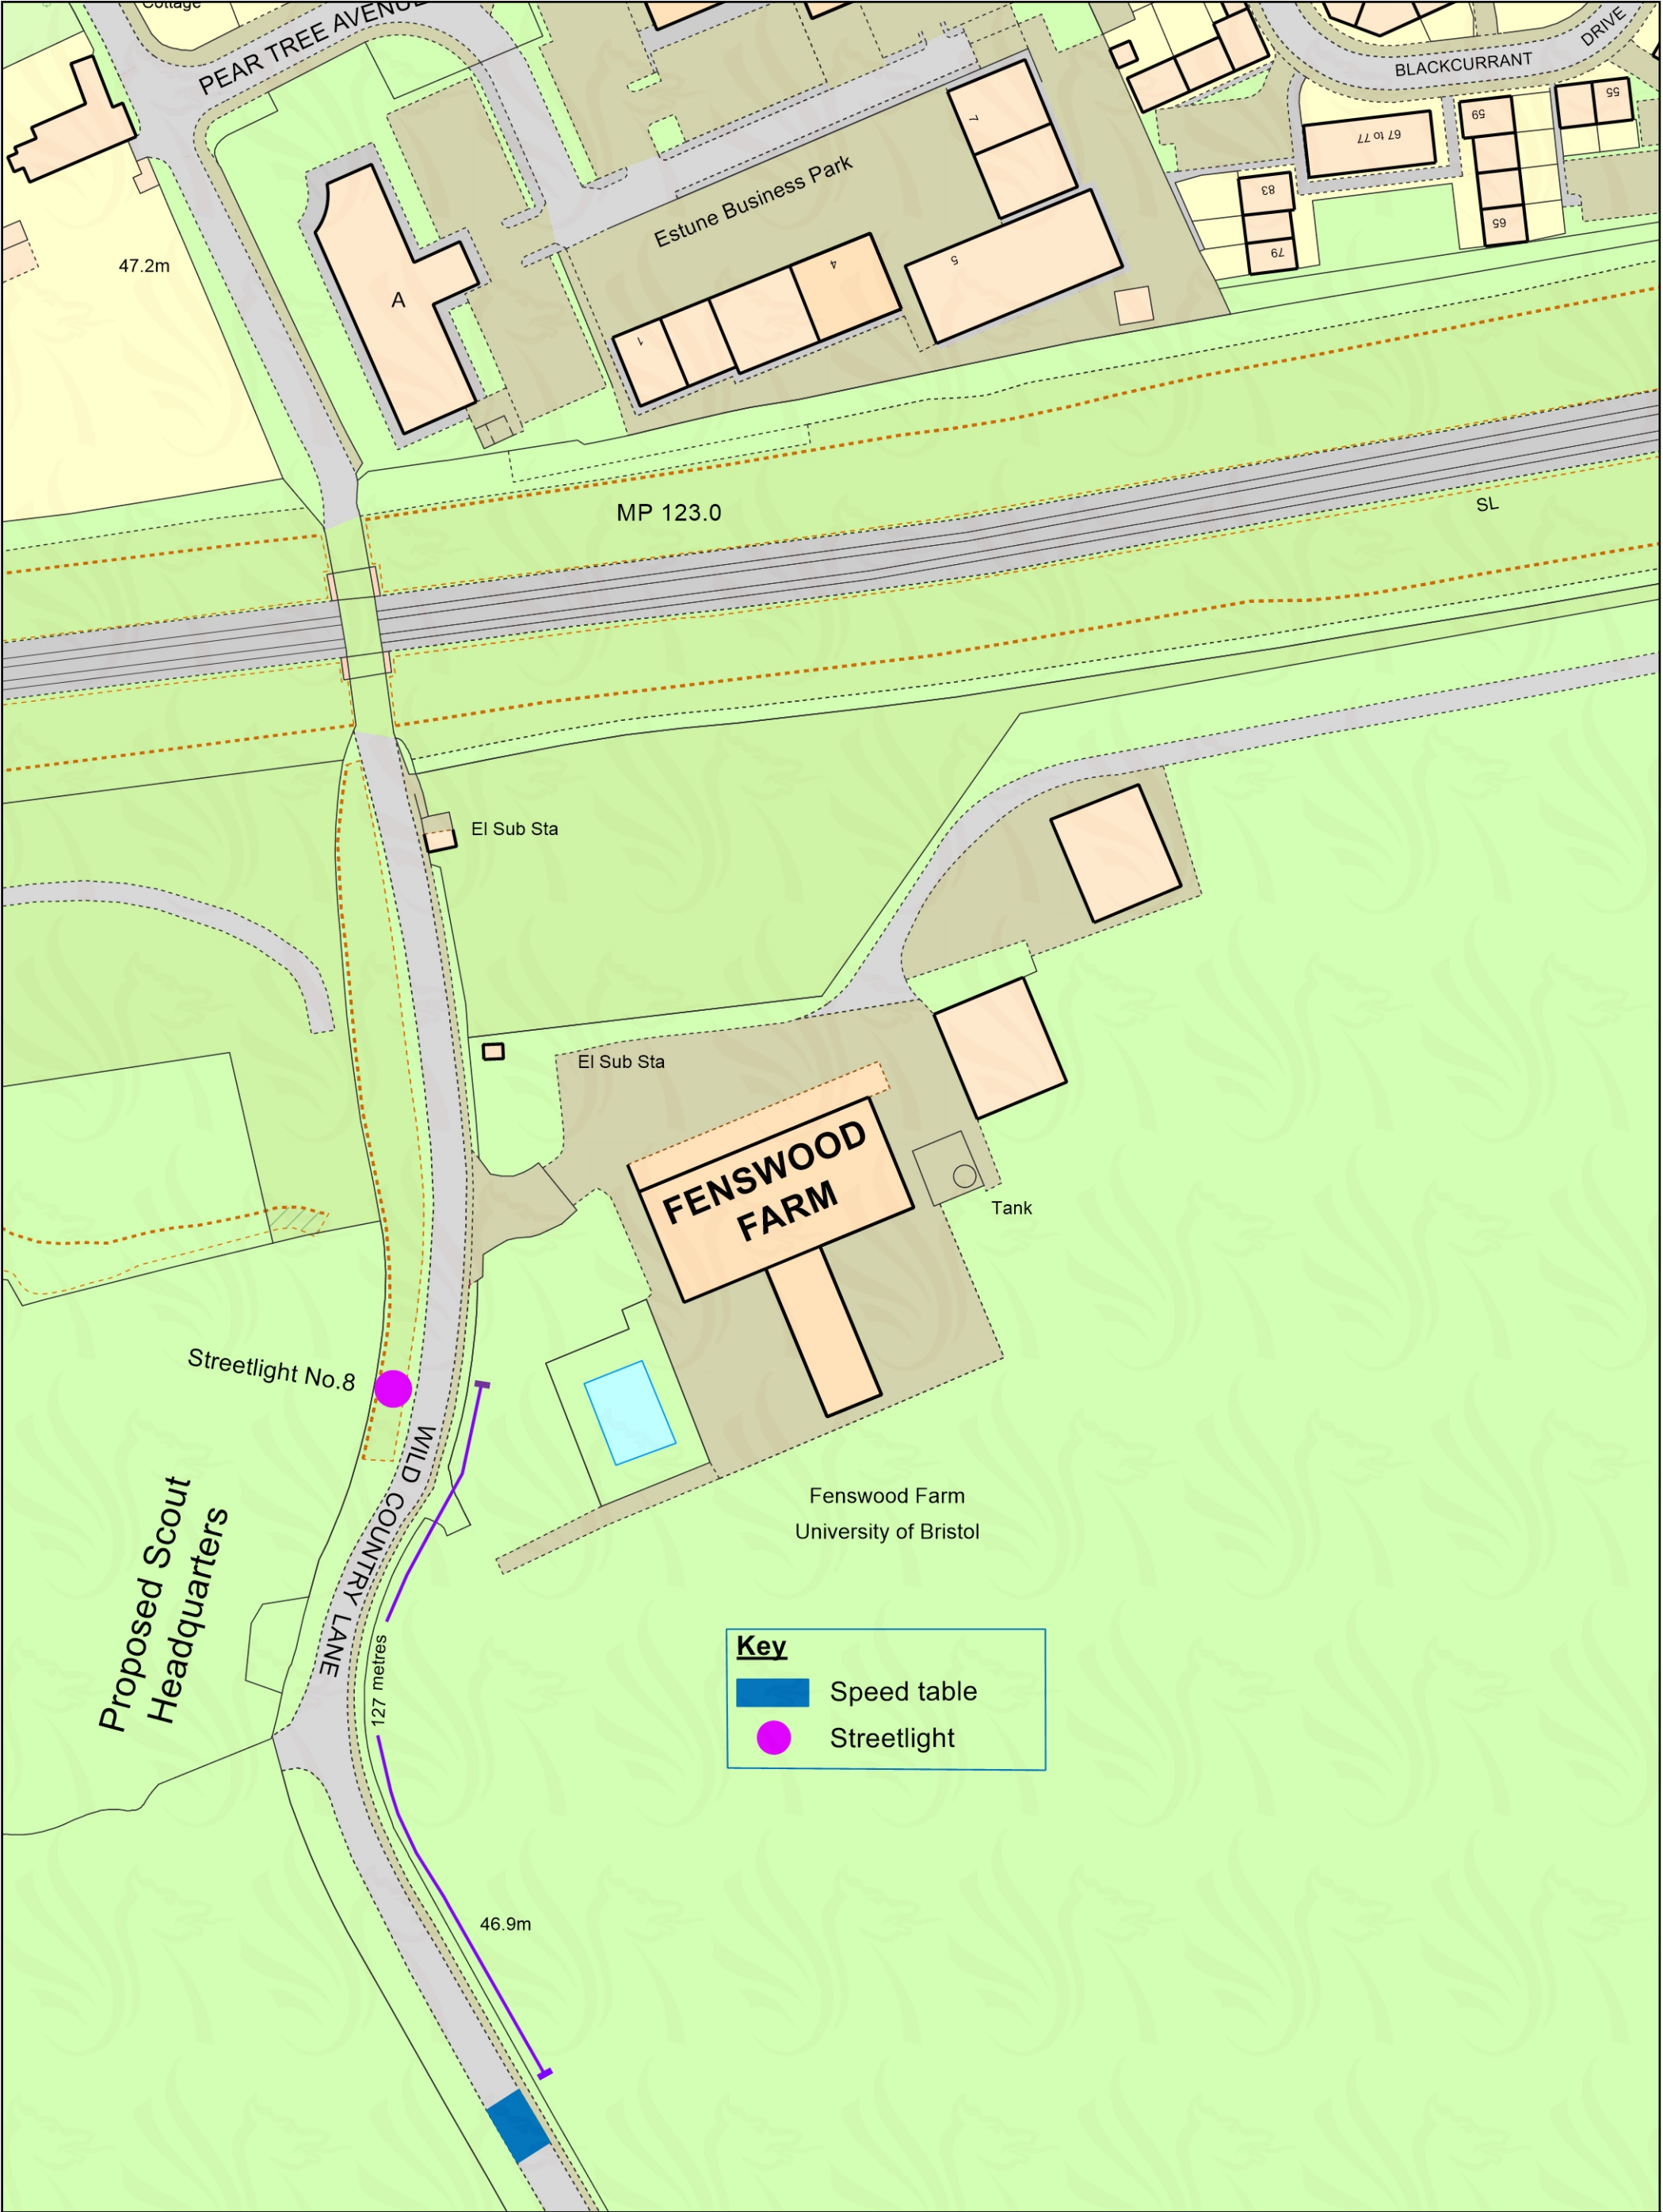 Cottage
PEAR TREE AVENUE
BLACKCURRANT
DRIVE
55
59
67 to 77
7
83
65
79
Estune Business Park
47.2m
A
4
5
1
MP 123.0
SL
El Sub Sta
El Sub Sta
FENSWOOD
FARM
Tank
Streetlight No.8
WILD COUNTRY LANE
Fenswood Farm
University of Bristol
Proposed Scout
Headquarters
127 metres
Key
Speed table
Streetlight
46.9m